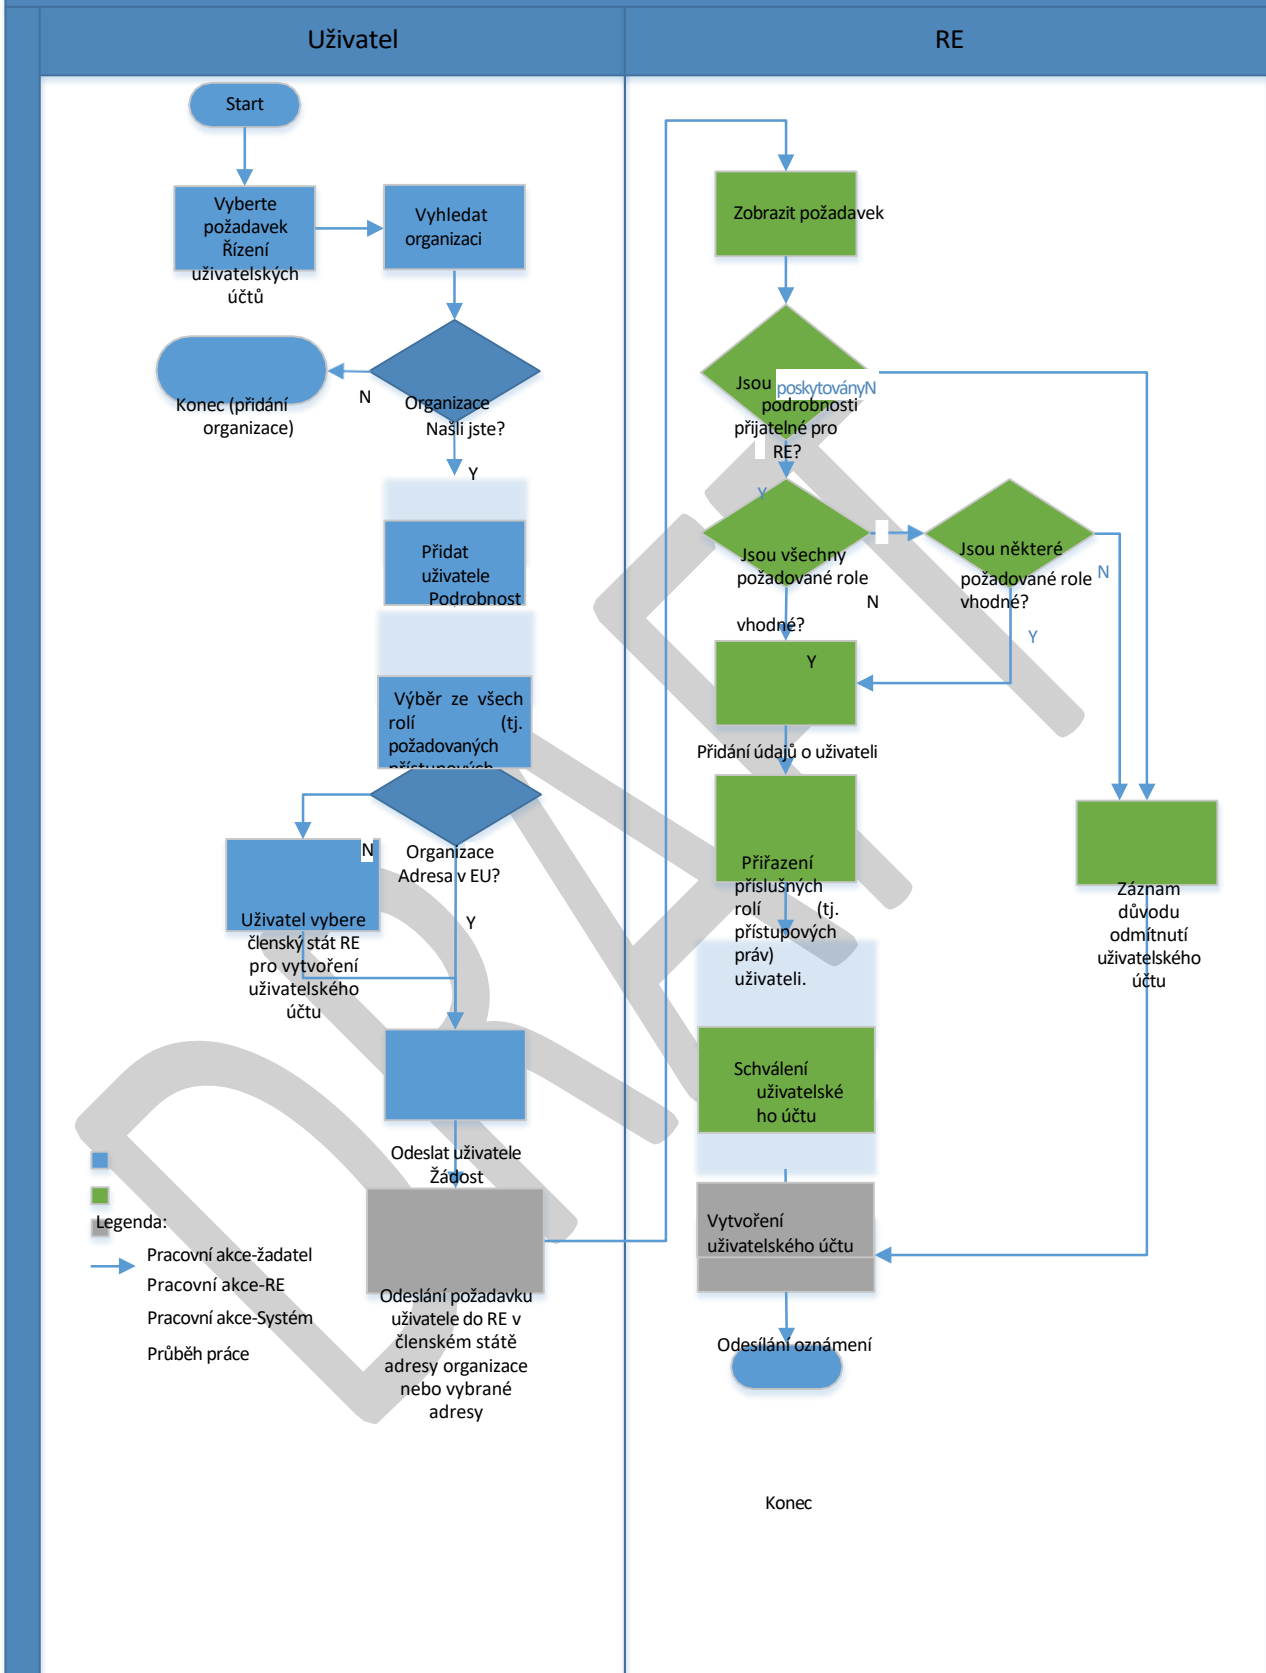 Uživatel
RE
Start
Vyberte
požadavek
Řízení
uživatelských
účtů
Vyhledat
organizaci
Konec (přidání
organizace)
N
Organizace
Našli jste?
Y
Přidat
uživatele
Podrobnost
Výběr ze všech
rolí (tj.
požadovaných
přístupových
N
Organizace
Adresa v EU?
Y
Uživatel vybere
členský stát RE
pro vytvoření
uživatelského
účtu
Odeslat uživatele
Žádost
Odeslání požadavku
uživatele do RE v
členském státě
adresy organizace
nebo vybrané
adresy
Legenda:
Pracovní akce-žadatel
Pracovní akce-RE
Pracovní akce-Systém
Průběh práce
Zobrazit požadavek
Jsou poskytoványN
podrobnosti
přijatelné pro
RE?
Y
Jsou všechny
požadované role
N
vhodné?
Y
Jsou některé
požadované role N
vhodné?
Y
Přidání údajů o uživateli
Přiřazení
příslušných
rolí (tj.
přístupových
práv)
uživateli.
Záznam
důvodu
odmítnutí
uživatelského
účtu
Schválení
uživatelské
ho účtu
Vytvoření
uživatelského účtu
Odesílání oznámení
Konec
DRAFT